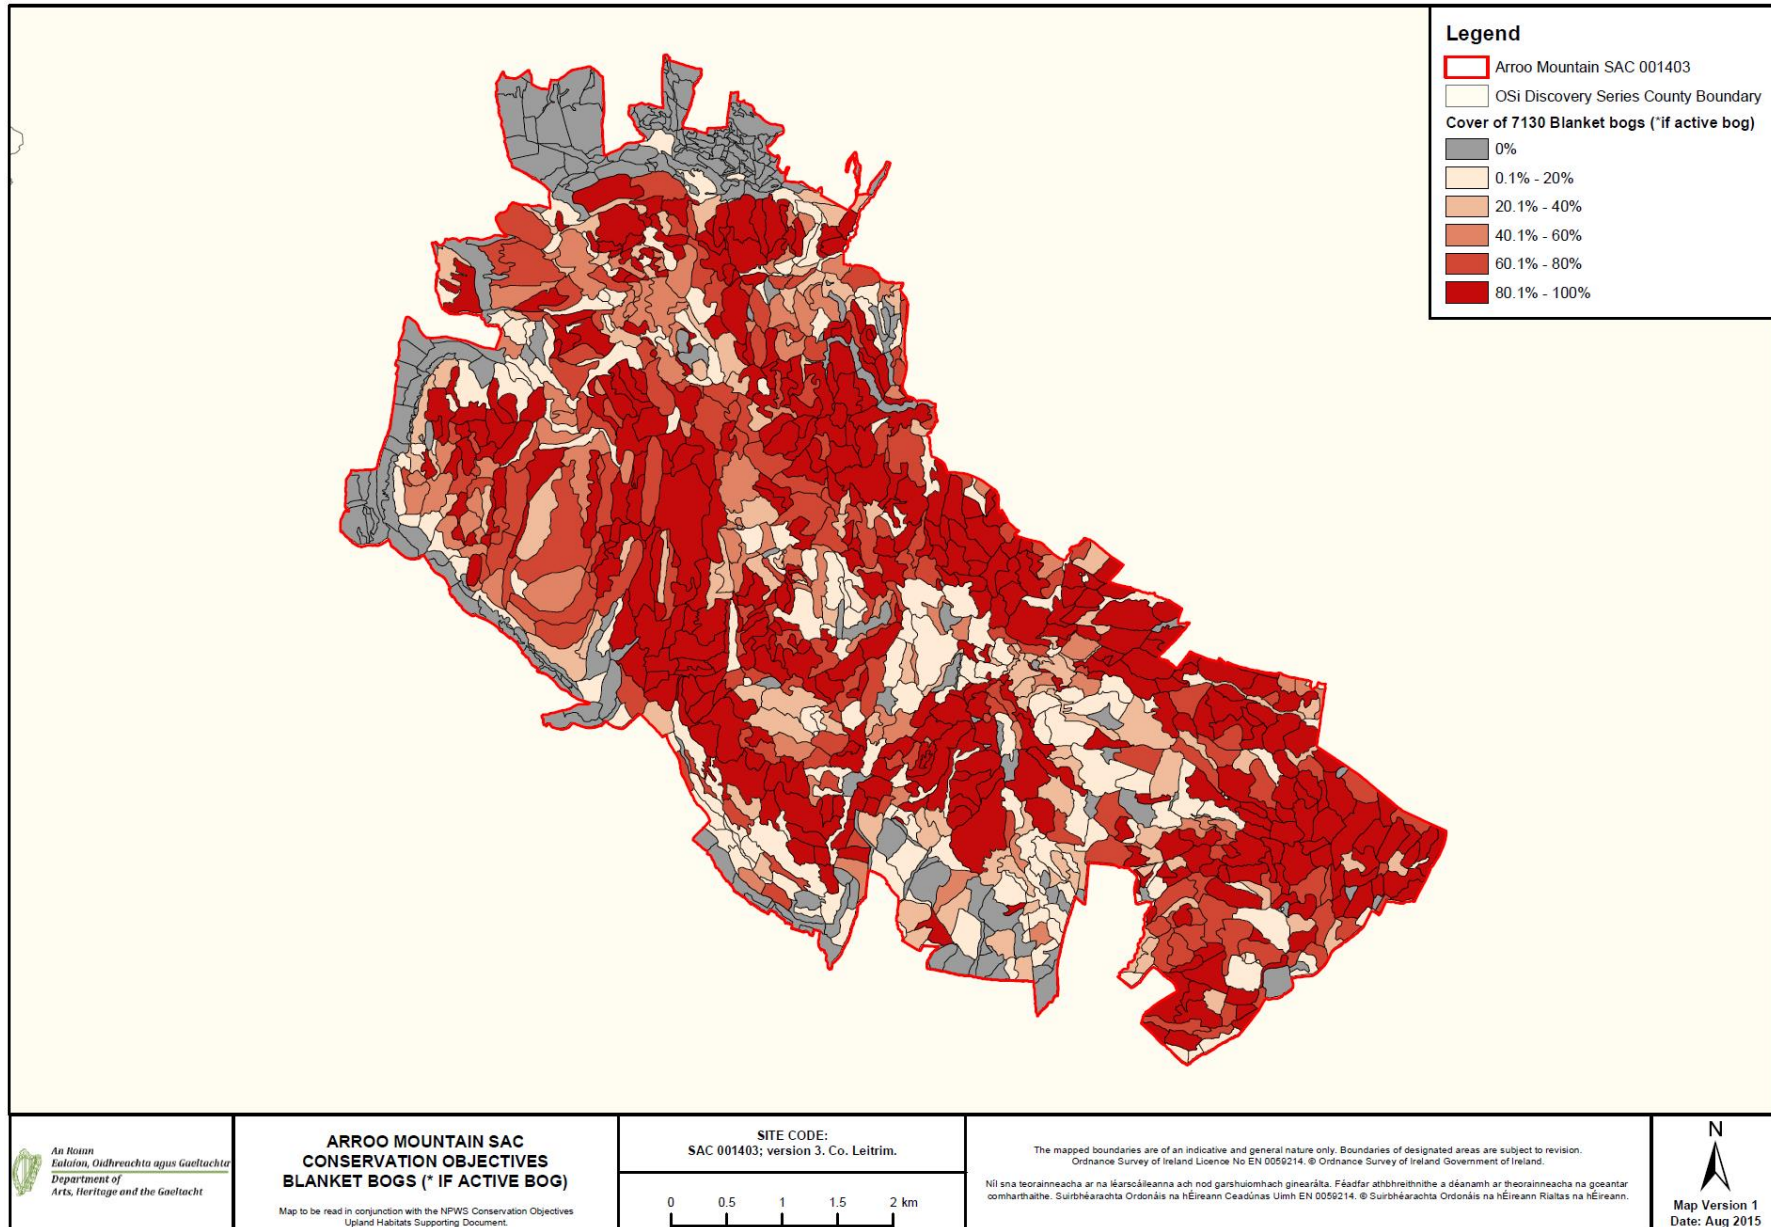 Legend
Arroo Mountain SAC 001403
OSi Discovery Series County Boundary
Cover of 7130 Blanket bogs (*if active bog)
0%
0.1% - 20%
20.1% - 40%
40.1% - 60%
60.1% - 80%
80.1% - 100%
An Roinn
Ealaíon, Oidhreachta agus Gaeltachta
Department of
Arts, Heritage and the Gaeltacht
ARROO MOUNTAIN SAC
CONSERVATION OBJECTIVES
BLANKET BOGS (* IF ACTIVE BOG)
Map to be read in conjunction with the NPWS Conservation Objectives
Upland Habitats Supporting Document.
SITE CODE:
SAC 001403; version 3. Co. Leitrim.
0 0.5 1 1.5 2 km
The mapped boundaries are of an indicative and general nature only. Boundaries of designated areas are subject to revision.
Ordnance Survey of Ireland Licence No EN 0059214. © Ordnance Survey of Ireland Government of Ireland.
Níl sna teorainneacha ar na léarscáileanna ach nod garshuiomhach ginearálta. Féadfar athbhreithnithe a déanamh ar theorainneacha na gceantar
comharthaithe. Suirbhéarachta Ordonáis na hÉireann Ceadúnas Uimh EN 0059214. © Suirbhéarachta Ordonáis na hÉireann Rialtas na hÉireann.
N
Map Version 1
Date: Aug 2015